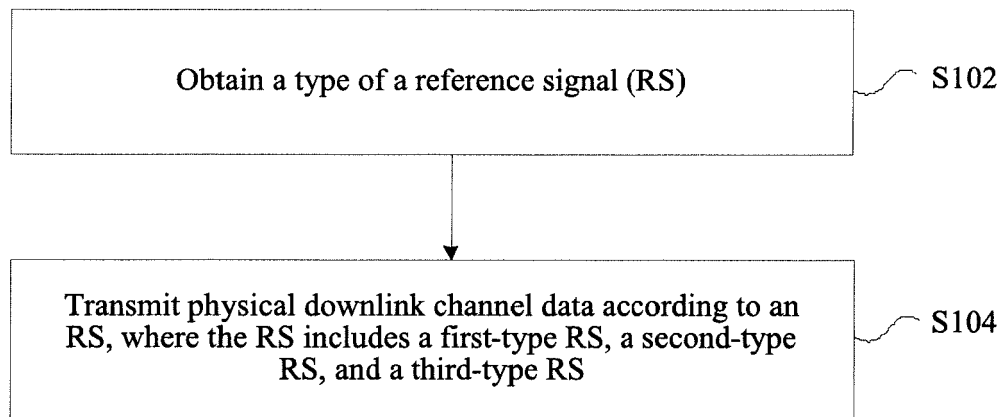 Obtain a type of a reference signal (RS)
S102
Transmit physical downlink channel data according to an
RS, where the RS includes a first-type RS, a second-type
RS, and a third-type RS
S104